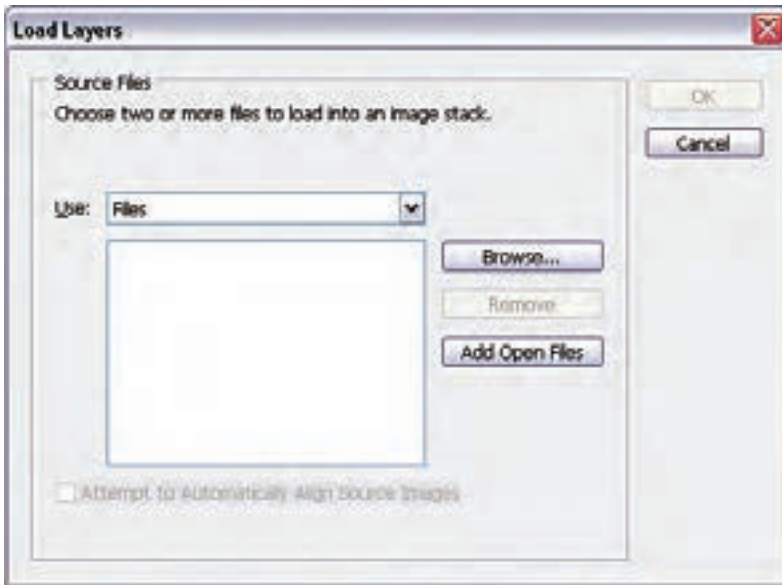 Load Layers
Source Files
Choose two or more files to load into an image stack.
OK
Cancel
Use: Files
Browse...
Remove
Add Open Files
Attempt to Automatically Align Source Images